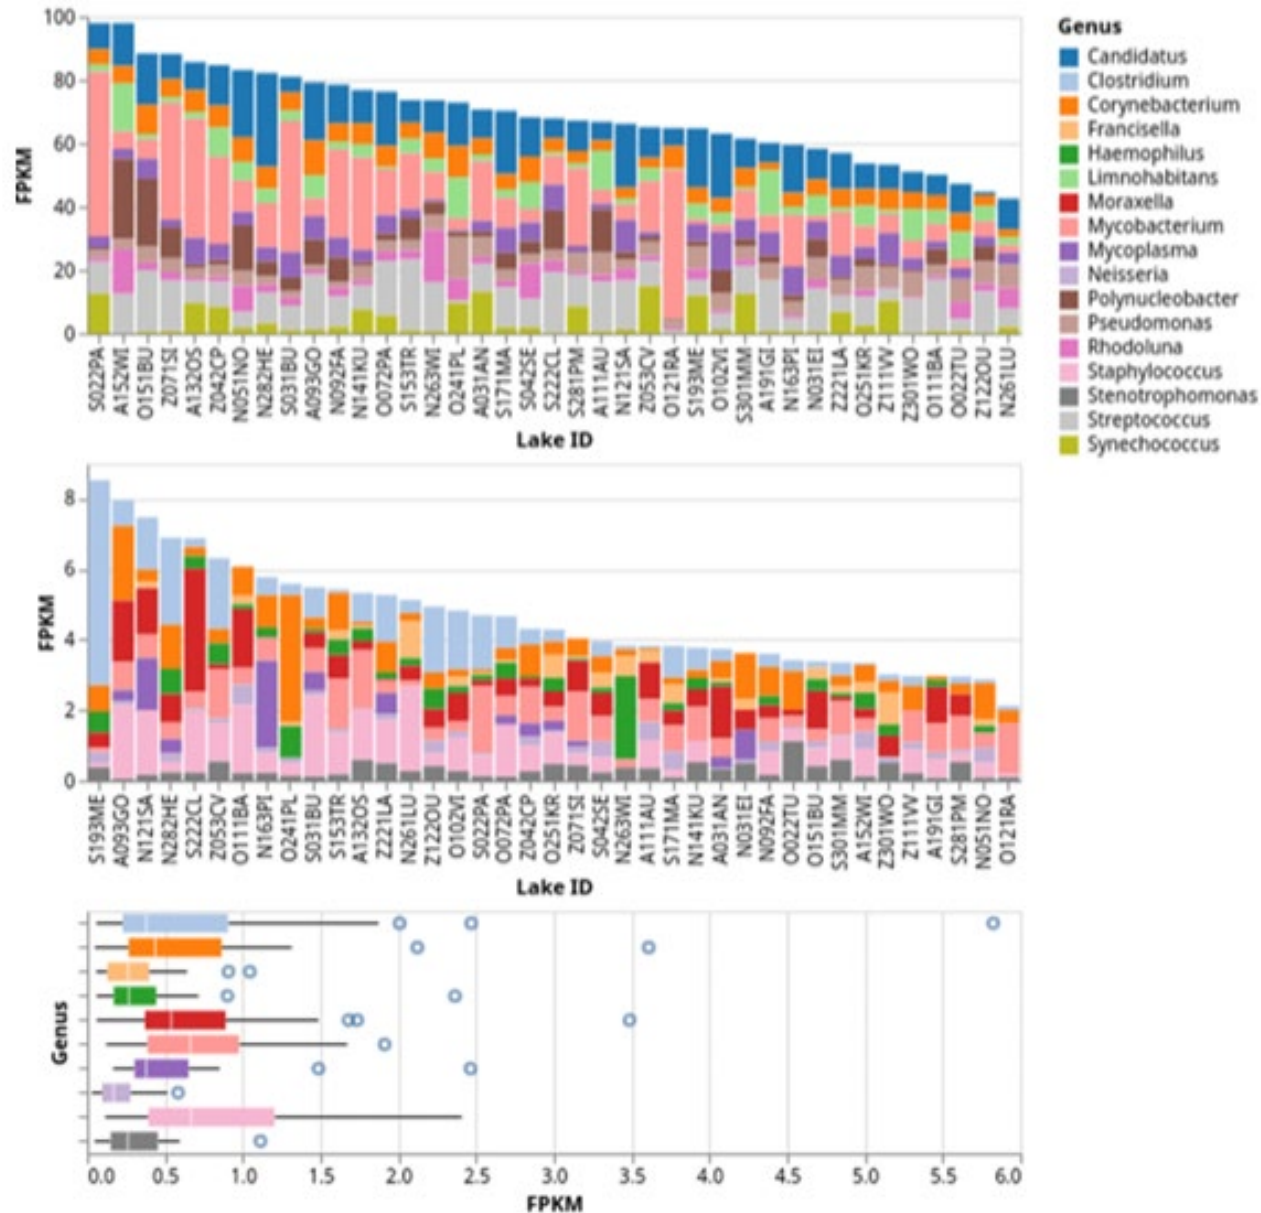 100
80
60
40
20
0
FPKM
S022PA A152WI O151BU Z071SI A132OS Z042CP N051NO N282HE S031BU A093GO N092FA N141KU O072PA S153TR N263WI O241PL A031AN S171MA S042SE S222CL S281PM A111AU N121SA Z053CV O121RA S193ME O102VI S301MM A191GI N163PI N031EI Z221LA O251KR Z111VV Z301WO O111BA O022TU Z122OU N261LU
Lake ID
Genus
Candidatus
Clostridium
Corynebacterium
Francisella
Haemophilus
Limnohabitans
Moraxella
Mycobacterium
Mycoplasma
Neisseria
Polynucleobacter
Pseudomonas
Rhodoluna
Staphylococcus
Stenotrophomonas
Streptococcus
Synechococcus
8
6
4
2
0
FPKM
S193ME A093GO N121SA N282HE S222CL Z053CV O111BA N163PI O241PL S031BU S153TR A132OS Z221LA N261LU Z122OU O102VI S022PA O072PA Z042CP O251KR Z071SI S042SE N263WI A111AU S171MA N141KU A031AN N031EI N092FA O022TU O151BU S301MM A152WI Z301WO Z111VV A191GI S281PM N051NO O121RA
Lake ID
Genus
0.0 0.5 1.0 1.5 2.0 2.5 3.0 3.5 4.0 4.5 5.0 5.5 6.0
FPKM